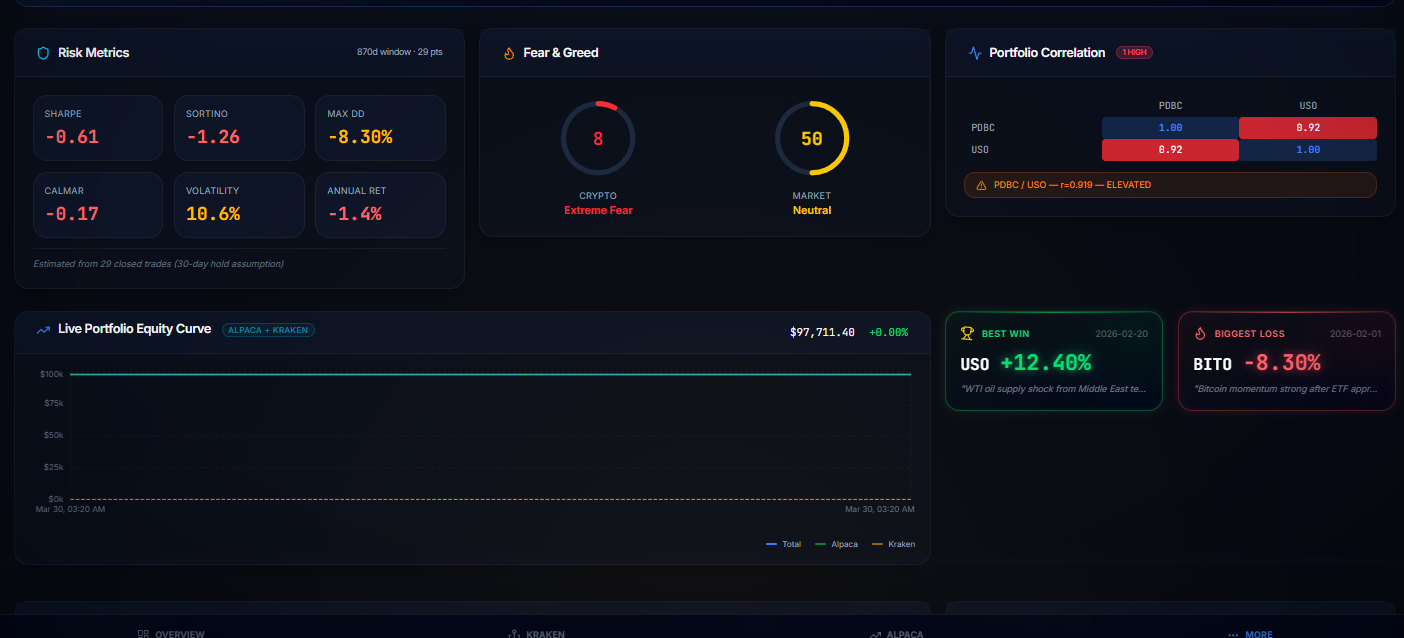 Risk Metrics
870d window · 29 pts
SHARPE
-0.61
SORTINO
-1.26
MAX DD
-8.30%
CALMAR
-0.17
VOLATILITY
10.6%
ANNUAL RET
-1.4%
Estimated from 29 closed trades (30-day hold assumption)
Fear & Greed
8
CRYPTO
Extreme Fear
50
MARKET
Neutral
Portfolio Correlation
1 HIGH
PDBC USO
PDBC 1.00 0.92
USO 0.92 1.00
PDBC / USO — r=0.919 — ELEVATED
Live Portfolio Equity Curve
ALPACA + KRAKEN
$97,711.40 +0.00%
$100k
$75k
$50k
$25k
$0k
Mar 30, 03:20 AM Mar 30, 03:20 AM
Total Alpaca Kraken
BEST WIN 2026-02-20
USO +12.40%
"WTI oil supply shock from Middle East te...
BIGGEST LOSS 2026-02-01
BITO -8.30%
"Bitcoin momentum strong after ETF appr...
OVERVIEW KRAKEN ALPACA MORE